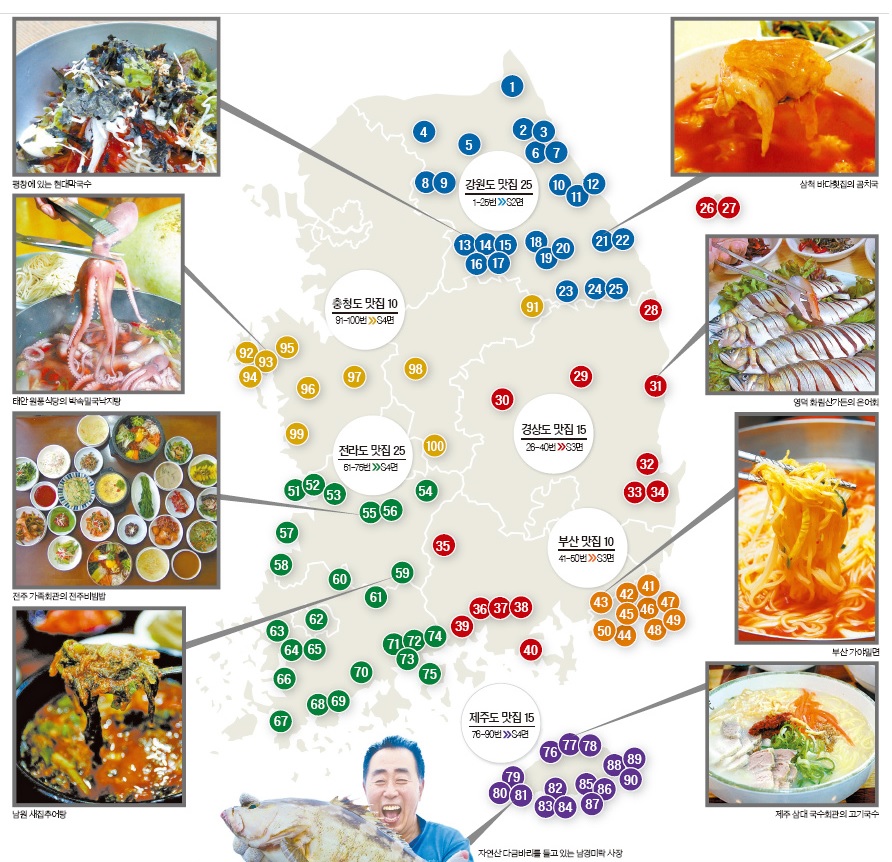 평창에 있는 현대막국수
삼척 바다횟집의 곰치국
태안 원풍식당의 박속밀국낙지탕
영덕 화림산가든의 은어회
전주 가족회관의 전주비빔밥
부산 가야밀면
남원 새집추어탕
제주 삼대 국수회관의 고기국수
자연산 다금바리를 들고 있는 남경미락 사장
강원도 맛집 25
1~25번 »S2면
충청도 맛집 10
91~100번 »S4면
경상도 맛집 15
26~40번 »S3면
전라도 맛집 25
51~75번 »S4면
부산 맛집 10
41~50번 »S3면
제주도 맛집 15
76~90번 »S4면
1
4
2 3
5
6 7
8 9
10 11 12
13 14 15
16 17
18 19 20
21 22
23
24 25
26 27
28
29
30
31
32
33 34
35
36 37 38
39
40
41
42
43
44
45
46
47
48
49
50
51 52 53
54
55 56
57
58
59
60
61
62
63
64 65
66
67
68 69
70
71 72
73
74
75
76 77 78
79
80 81
82
83 84
85 86
87
88 89
90
91
92 93
94
95
96
97
98
99
100